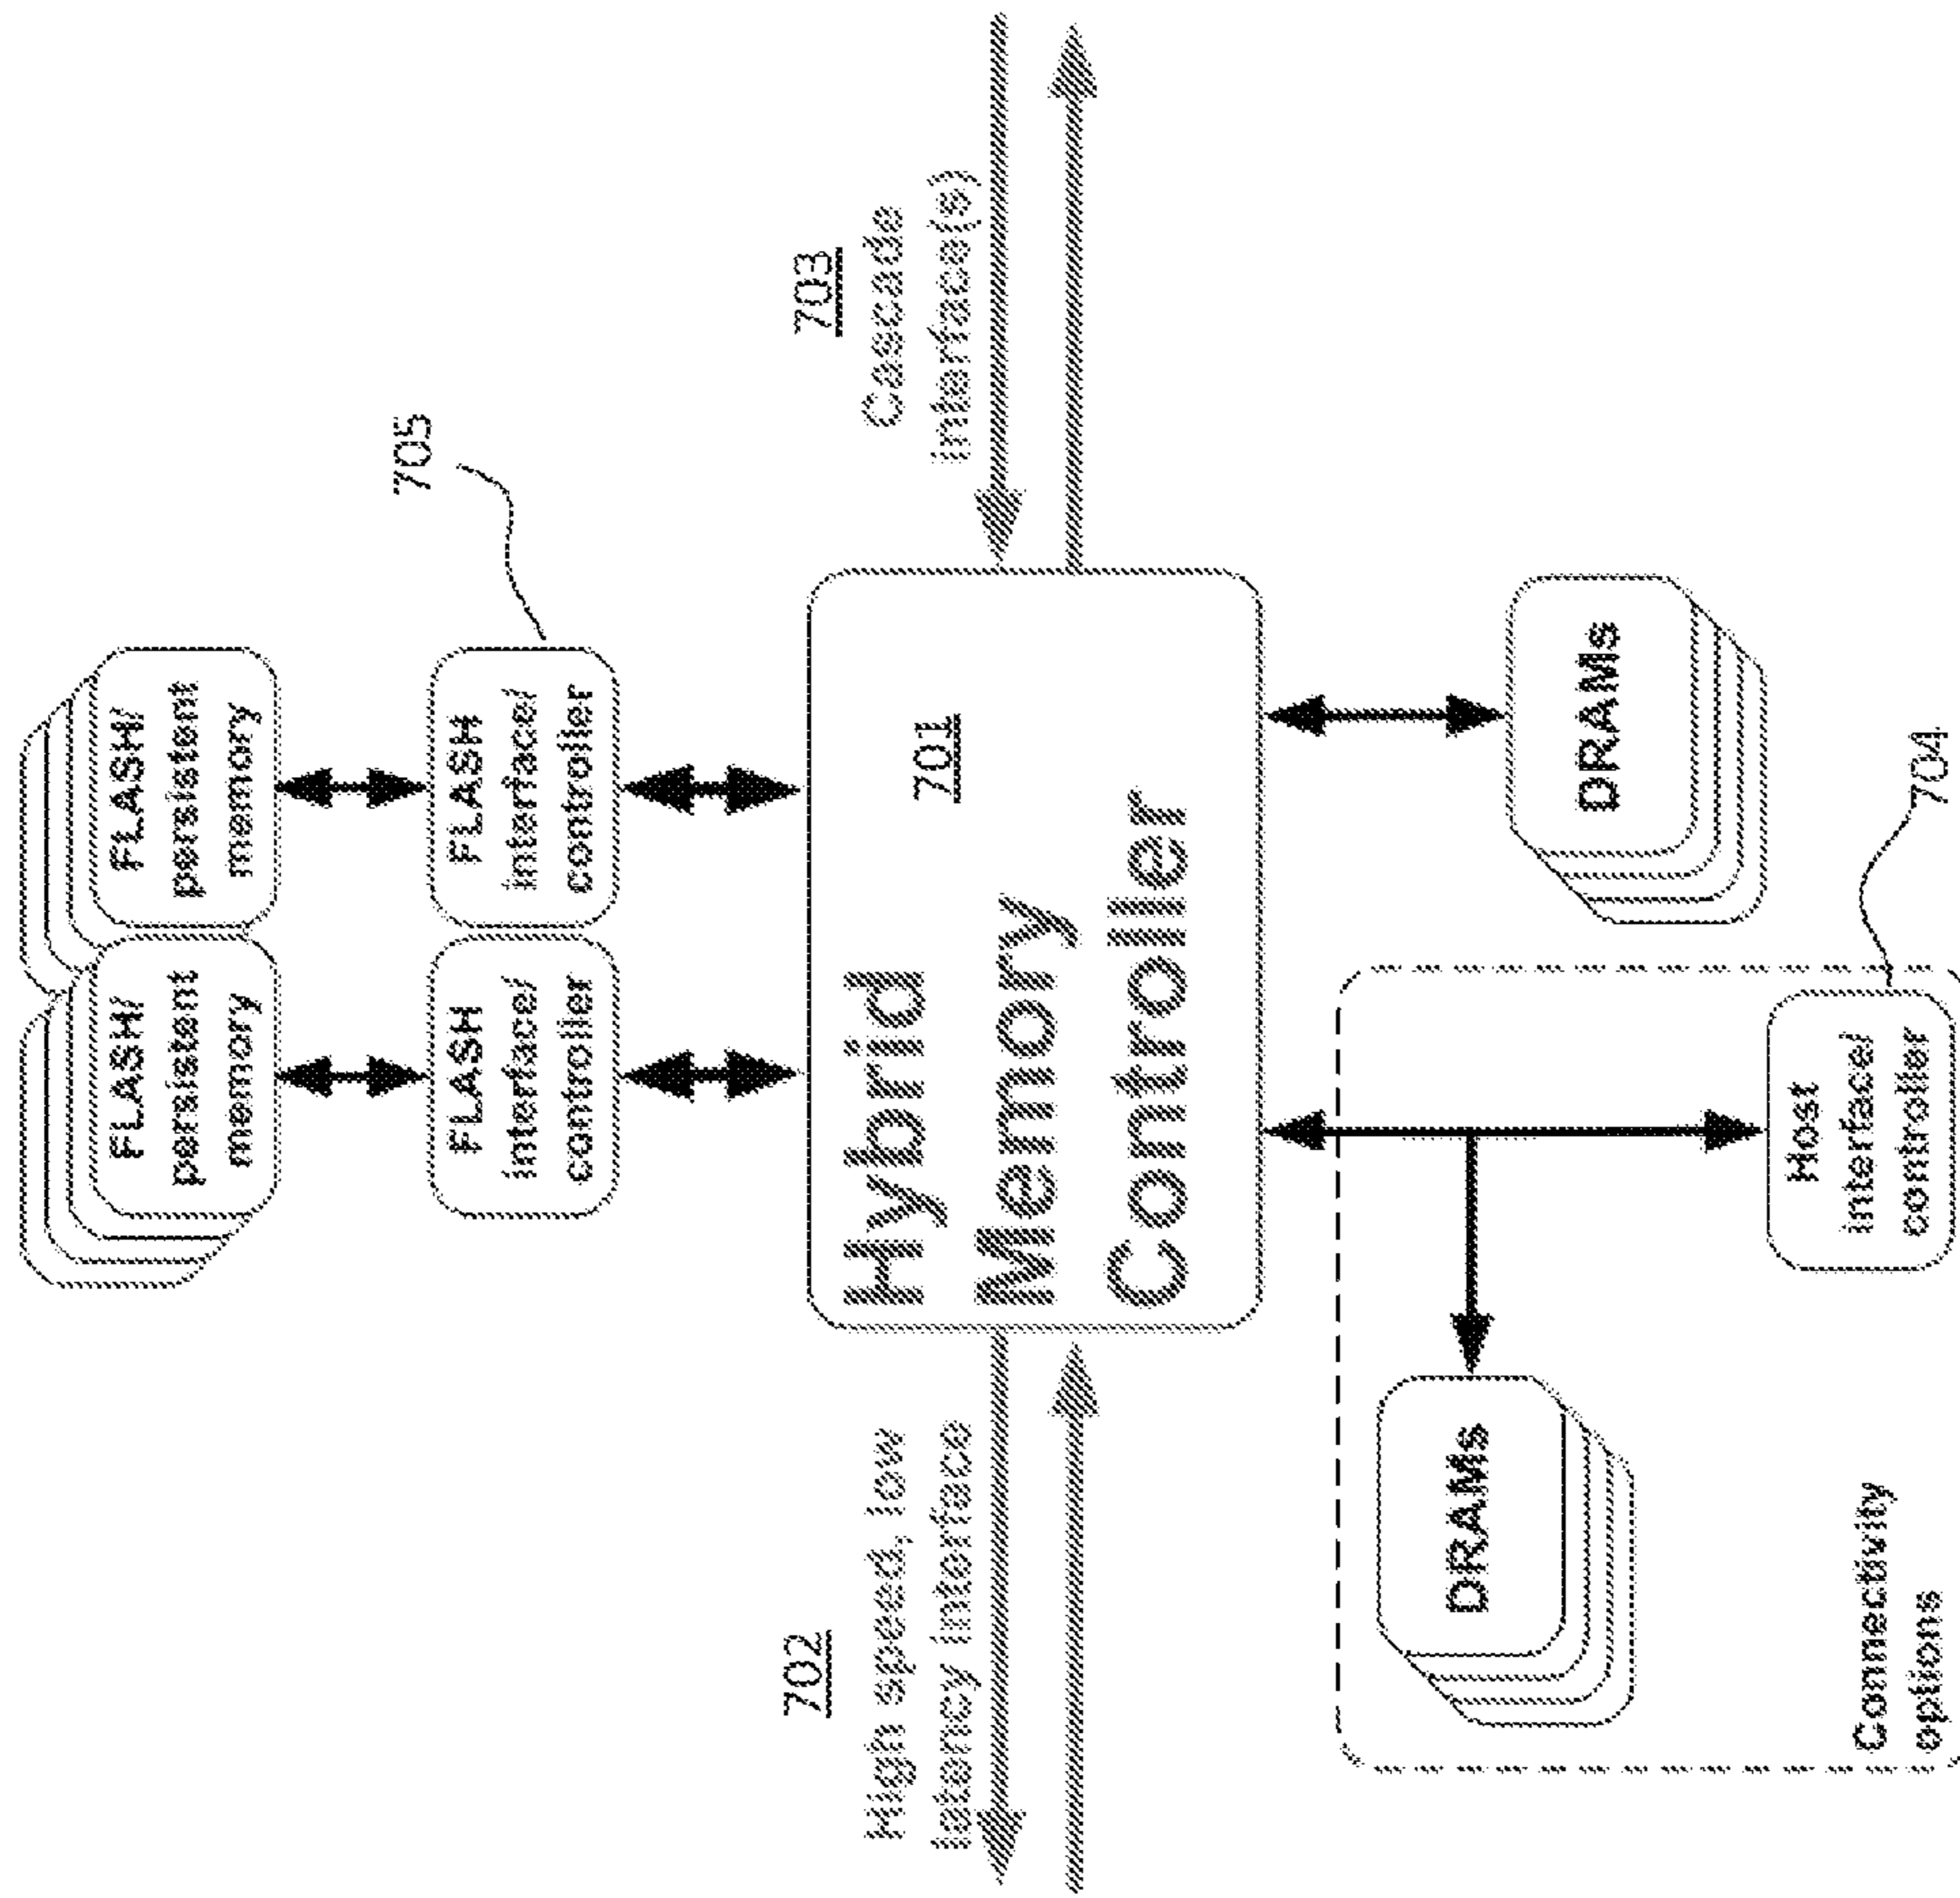 FLASH/
persistent
memory
FLASH/
persistent
memory
FLASH
interface/
controller
FLASH
interface/
controller
705
702
High speed, low
latency interface
Hybrid
Memory
Controller
701
703
Cascade
interface(s)
DRAMs
DRAMs
Host
interface/
controller
704
Connectivity
options